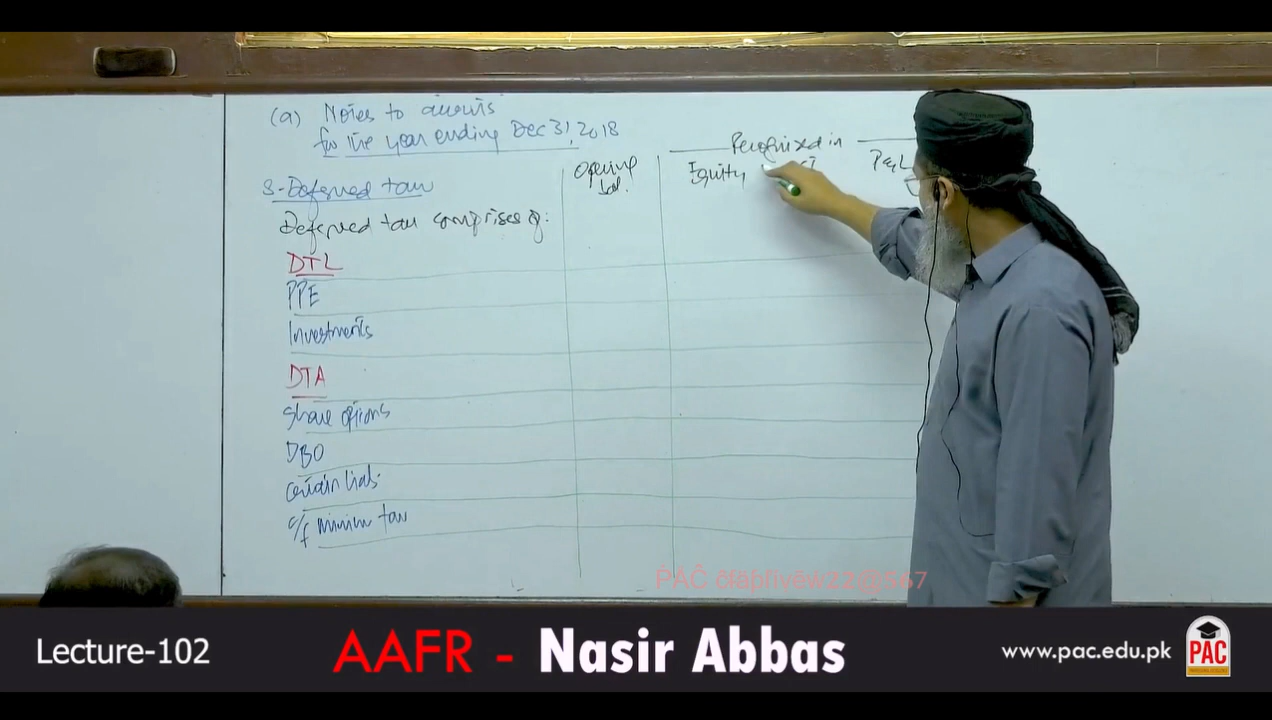 (a) Notes to accounts
for the year ending Dec 31, 2018
Recognized in
Opening
bal.
Equity
P&L
3-Deferred tax
Deferred tax comprises of:
DTL
PPE
Investments
DTA
Share options
DBO
certain liab.
c/f minim tax
Lecture-102
AAFR - Nasir Abbas
www.pac.edu.pk
PAC